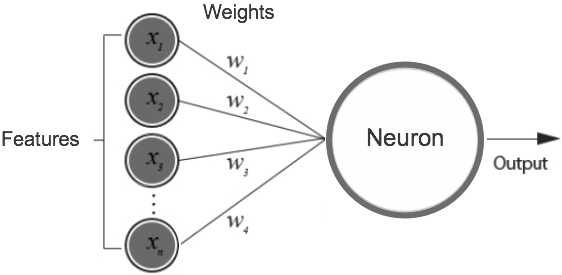 Weights
x1
w1
x2
w2
Features
Neuron
x3
w3
Output
xn
w4